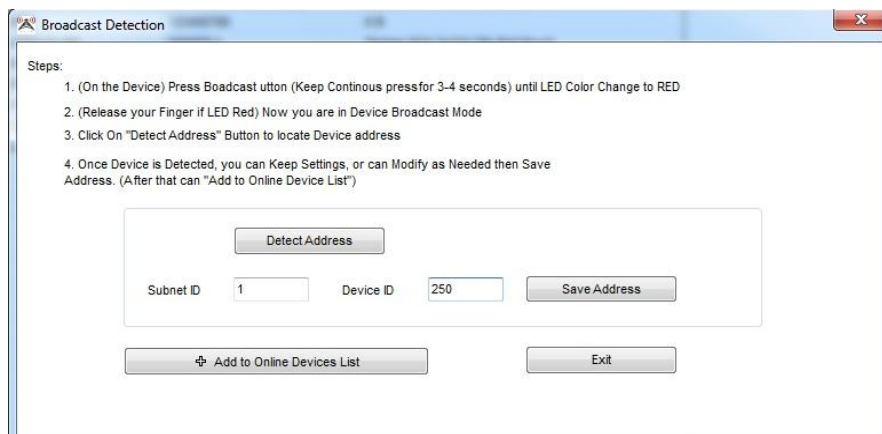 Broadcast Detection
Steps:
1. (On the Device) Press Boadcast utton (Keep Continous pressfor 3-4 seconds) until LED Color Change to RED
2. (Release your Finger if LED Red) Now you are in Device Broadcast Mode
3. Click On "Detect Address" Button to locate Device address
4. Once Device is Detected, you can Keep Settings, or can Modify as Needed then Save
Address. (After that can "Add to Online Device List")
Detect Address
Subnet ID 1 Device ID 250 Save Address
Add to Online Devices List Exit